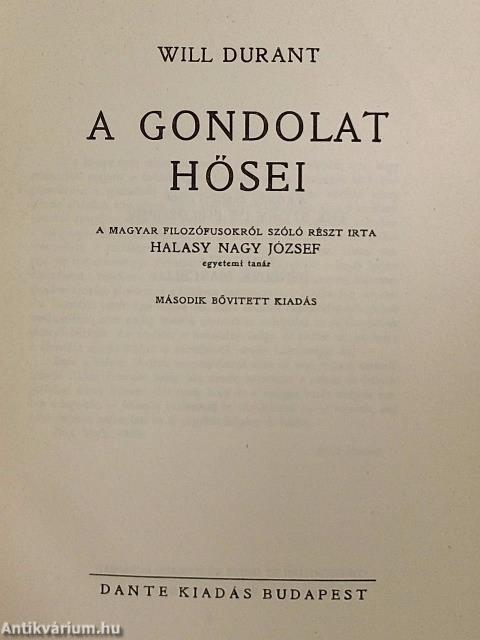 WILL DURANT
A GONDOLAT
HŐSEI
A MAGYAR FILOZÓFUSOKRÓL SZÓLÓ RÉSZT IRTA
HALASY NAGY JÓZSEF
egyetemi tanár
MÁSODIK BŐVITETT KIADÁS
DANTE KIADÁS BUDAPEST
Antikvárium.hu